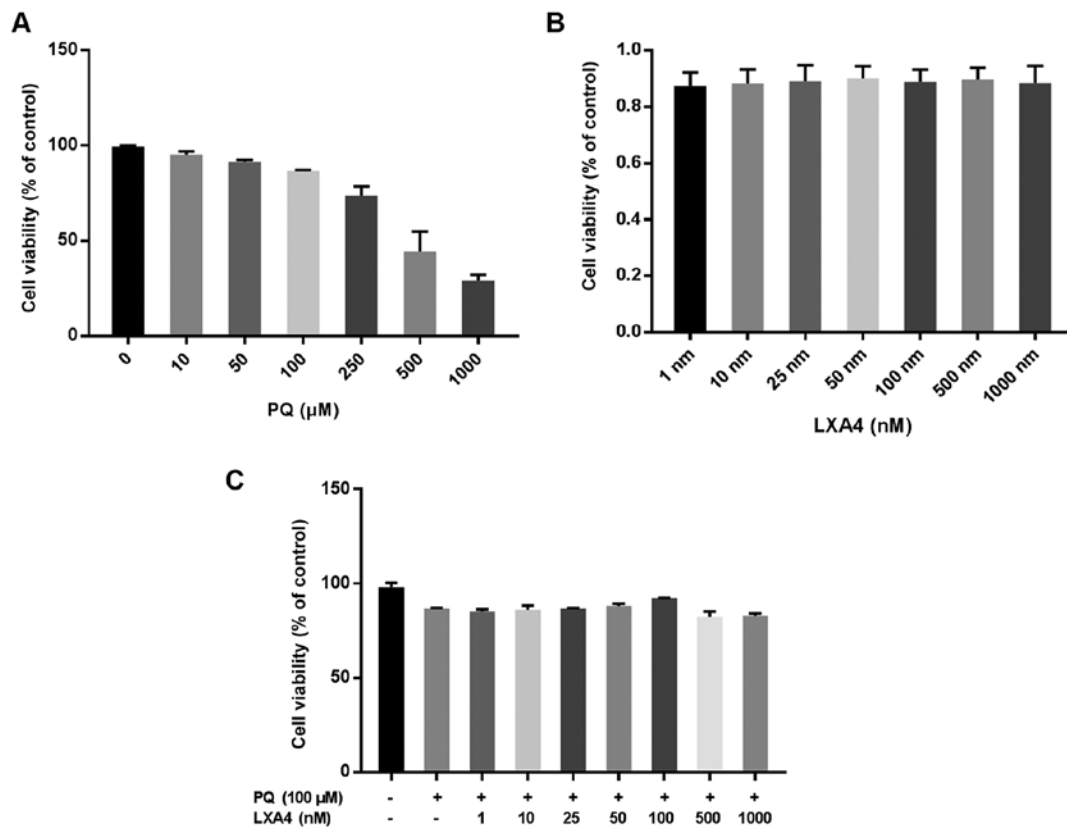 A
Cell viability (% of control)
150
100
50
0
0 10 50 100 250 500 1000
PQ (µM)
B
Cell viability (% of control)
1.0
0.8
0.6
0.4
0.2
0.0
1 nm 10 nm 25 nm 50 nm 100 nm 500 nm 1000 nm
LXA4 (nM)
C
Cell viability (% of control)
150
100
50
0
PQ (100 µM) - + + + + + + + +
LXA4 (nM) - - 1 10 25 50 100 500 1000